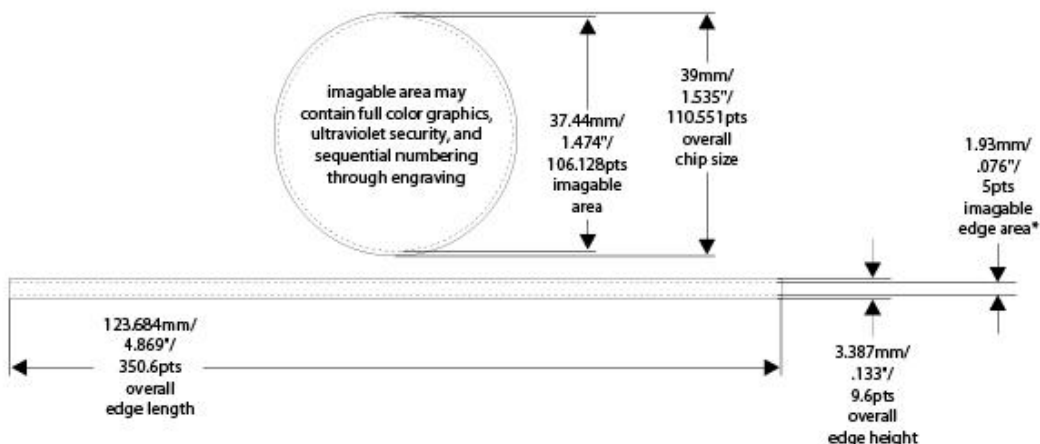 imagable area may
contain full color graphics,
ultraviolet security, and
sequential numbering
through engraving
37.44mm/
1.474"/
106.128pts
imagable
area
39mm/
1.535"/
110.551pts
overall
chip size
1.93mm/
.076"/
5pts
imagable
edge area*
123.684mm/
4.869"/
350.6pts
overall
edge length
3.387mm/
.133"/
9.6pts
overall
edge height